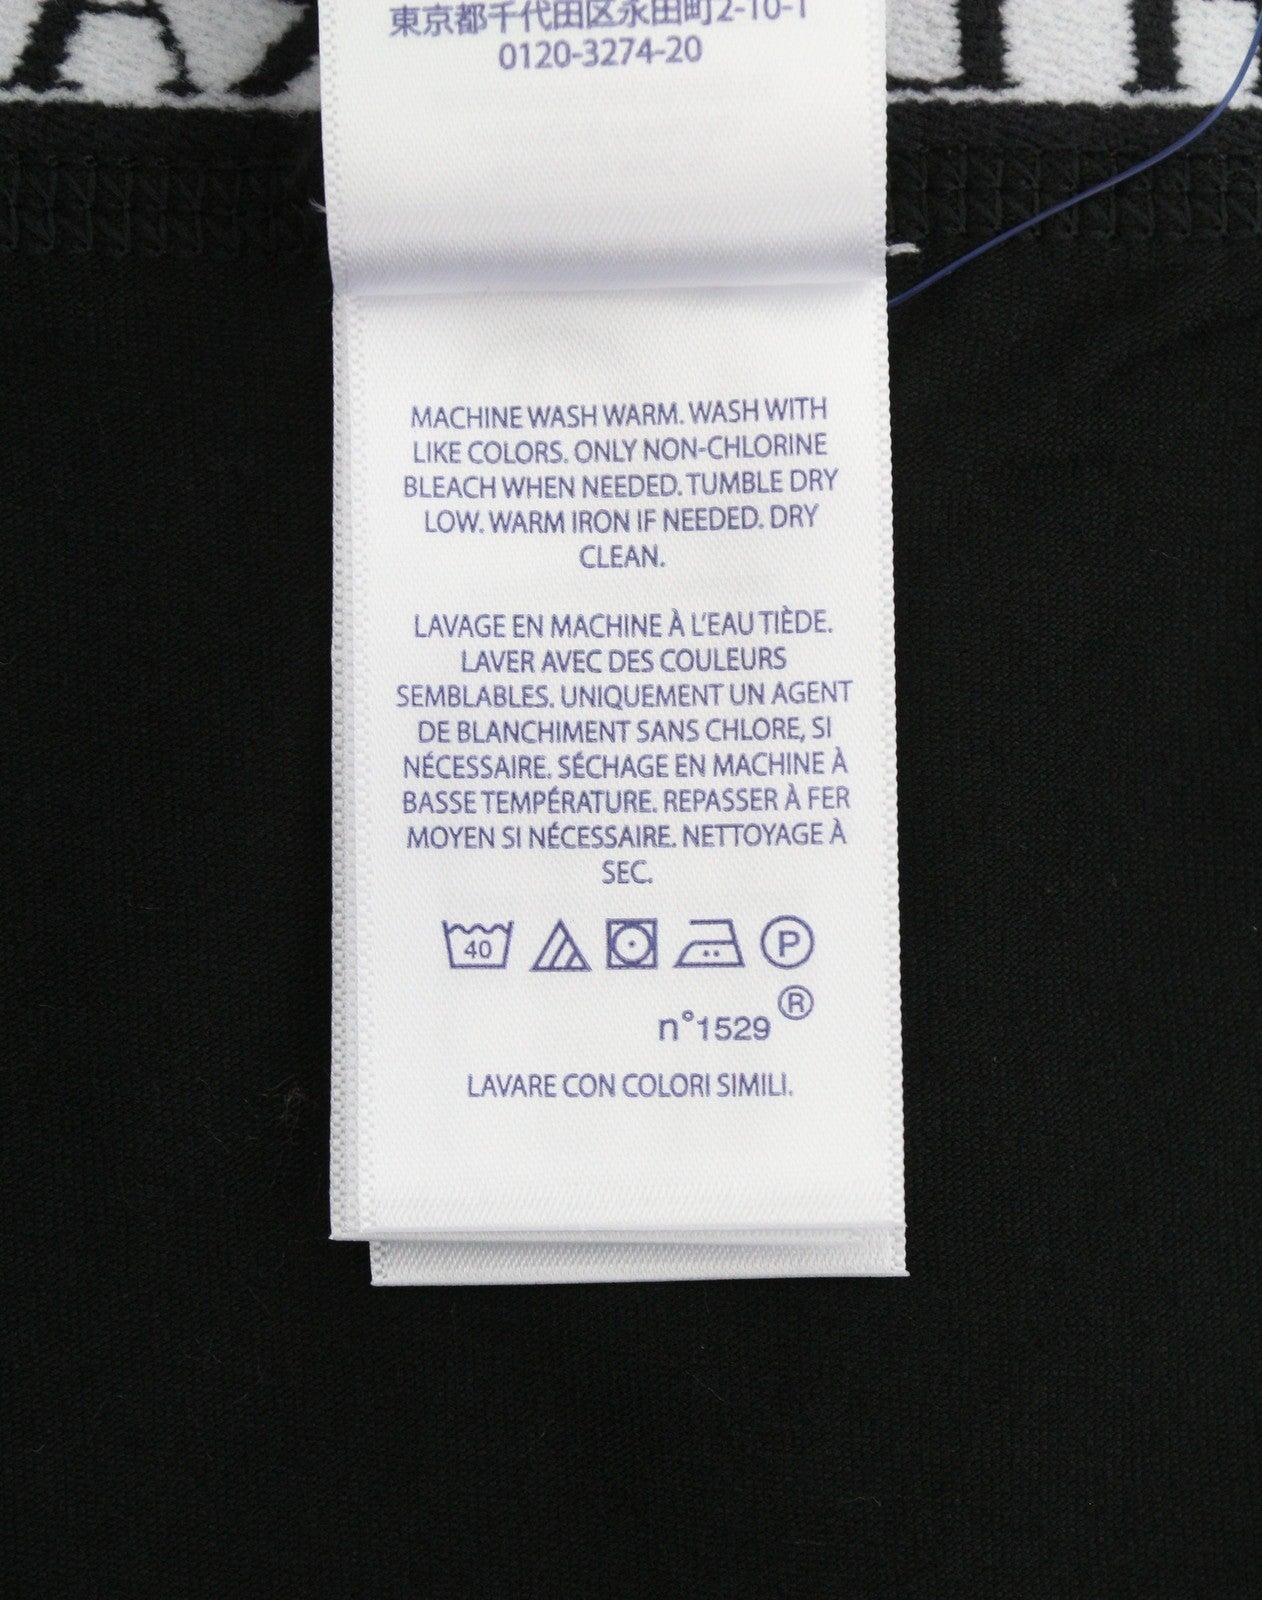 東京都千代田区永田町2-10-1
0120-3274-20
MACHINE WASH WARM. WASH WITH
LIKE COLORS. ONLY NON-CHLORINE
BLEACH WHEN NEEDED. TUMBLE DRY
LOW. WARM IRON IF NEEDED. DRY
CLEAN.
LAVAGE EN MACHINE À L'EAU TIÈDE.
LAVER AVEC DES COULEURS
SEMBLABLES. UNIQUEMENT UN AGENT
DE BLANCHIMENT SANS CHLORE, SI
NÉCESSAIRE. SÉCHAGE EN MACHINE À
BASSE TEMPÉRATURE. REPASSER À FER
MOYEN SI NÉCESSAIRE. NETTOYAGE À
SEC.
40 P
n°1529®
LAVARE CON COLORI SIMILI.